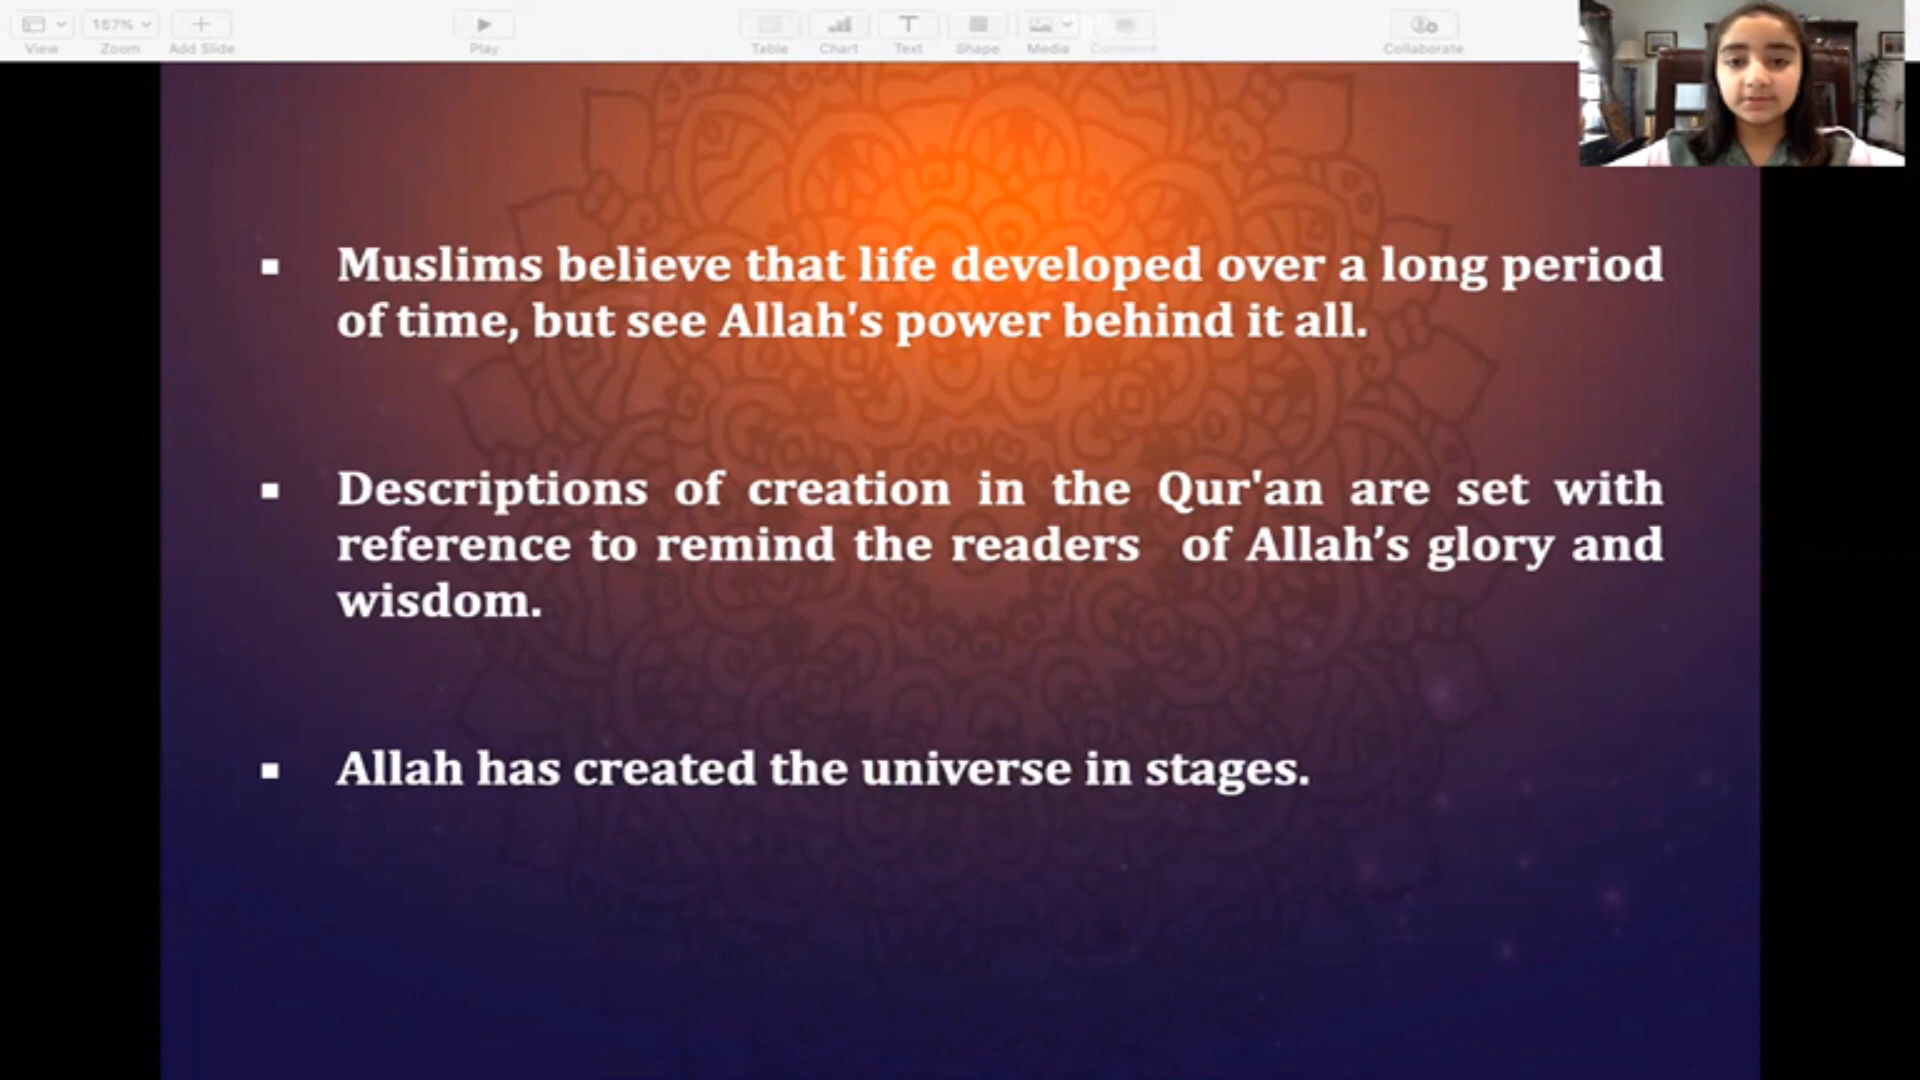 157%
View Zoom Add Slide Play Table Chart Text Shape Media Comment Collaborate
▪ Muslims believe that life developed over a long period
of time, but see Allah's power behind it all.
▪ Descriptions of creation in the Qur'an are set with
reference to remind the readers of Allah’s glory and
wisdom.
▪ Allah has created the universe in stages.